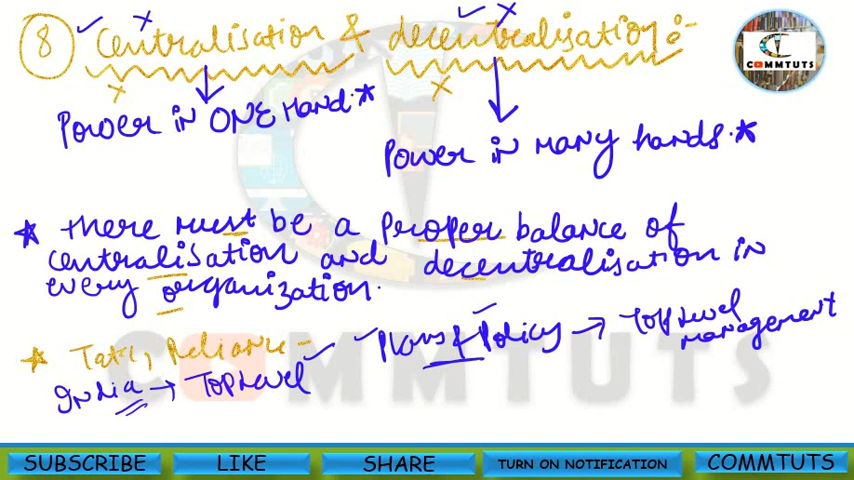 8 Centralisation & decentralisation :-
COMMTUTS
Power in ONE Hand.*
Power in many hands.*
* there must be a proper balance of
centralisation and decentralisation in
every organization.
* Tata, Reliance - Plans & Policy → Top level
management
India → Top level
COMMTUTS
SUBSCRIBE LIKE SHARE TURN ON NOTIFICATION COMMTUTS